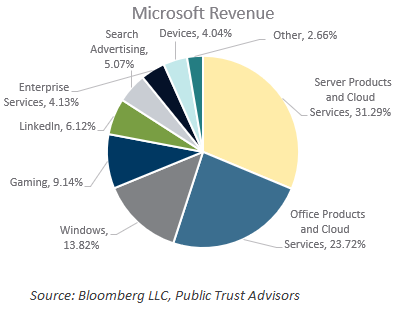 Microsoft Revenue
Server Products
and Cloud
Services, 31.29%
Office Products
and Cloud
Services, 23.72%
Windows,
13.82%
Gaming, 9.14%
LinkedIn, 6.12%
Enterprise
Services, 4.13%
Search
Advertising,
5.07%
Devices, 4.04%
Other, 2.66%
Source: Bloomberg LLC, Public Trust Advisors